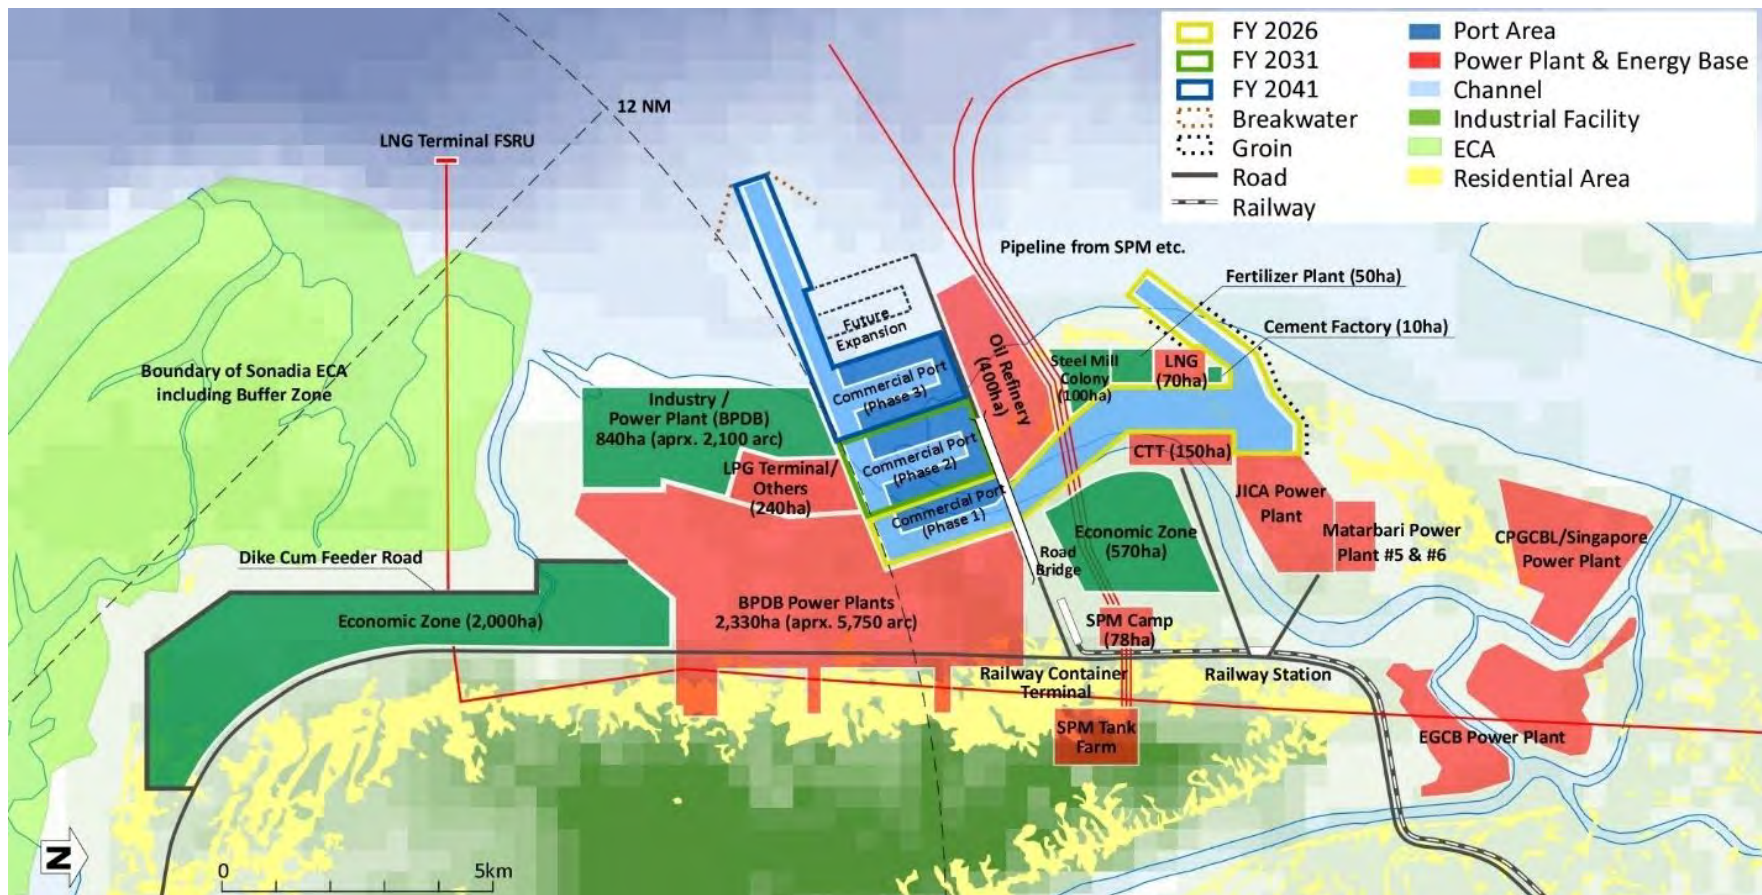 FY 2026
FY 2031
FY 2041
Breakwater
Groin
Road
Railway
Port Area
Power Plant & Energy Base
Channel
Industrial Facility
ECA
Residential Area
12 NM
LNG Terminal FSRU
Pipeline from SPM etc.
Fertilizer Plant (50ha)
Cement Factory (10ha)
Future
Expansion
Oil Refinery
(400ha)
Steel Mill
Colony
(100ha)
LNG
(70ha)
Boundary of Sonadia ECA
including Buffer Zone
Industry /
Power Plant (BPDB)
840ha (aprx. 2,100 arc)
Commercial Port
(Phase 3)
Commercial Port
(Phase 2)
Commercial Port
(Phase 1)
LPG Terminal/
Others
(240ha)
CTT (150ha)
JICA Power
Plant
Matarbari Power
Plant #5 & #6
CPGCBL/Singapore
Power Plant
Economic Zone
(570ha)
Road
Bridge
Dike Cum Feeder Road
Economic Zone (2,000ha)
BPDB Power Plants
2,330ha (aprx. 5,750 arc)
SPM Camp
(78ha)
Railway Container
Terminal
Railway Station
SPM Tank
Farm
EGCB Power Plant
N
0 5km